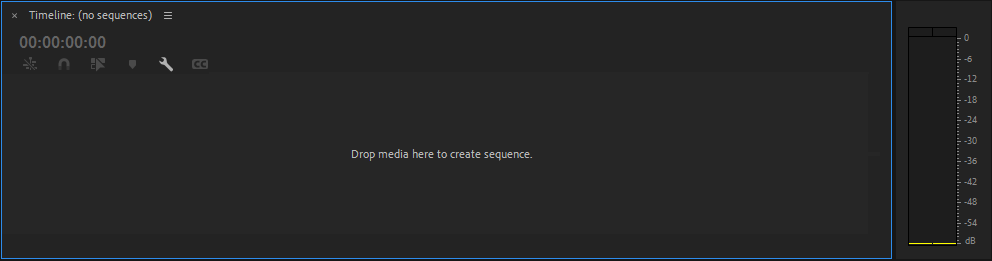 × Timeline: (no sequences) ☰
00:00:00:00
CC
Drop media here to create sequence.
0
-6
-12
-18
-24
-30
-36
-42
-48
-54
dB